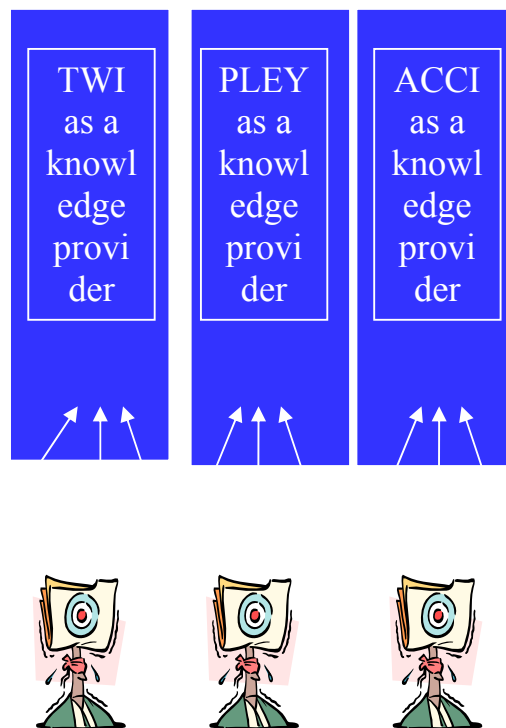 TWI
as a
knowl
edge
provi
der
PLEY
as a
knowl
edge
provi
der
ACCI
as a
knowl
edge
provi
der